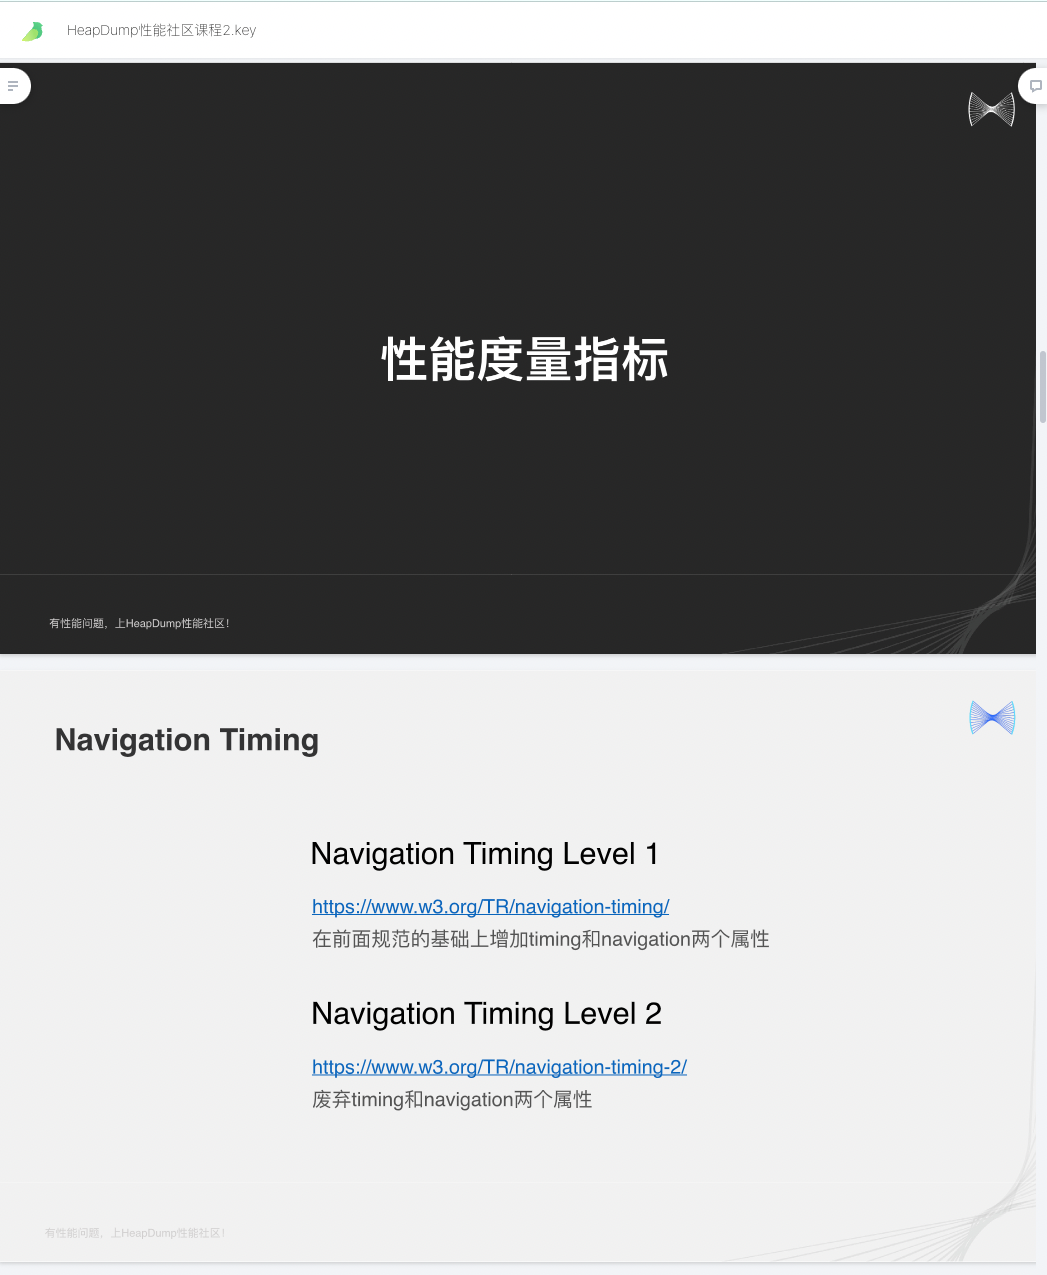 HeapDump性能社区课程2.key
性能度量指标
有性能问题，上HeapDump性能社区！
Navigation Timing
Navigation Timing Level 1
https://www.w3.org/TR/navigation-timing/
在前面规范的基础上增加timing和navigation两个属性
Navigation Timing Level 2
https://www.w3.org/TR/navigation-timing-2/
废弃timing和navigation两个属性
有性能问题，上HeapDump性能社区！